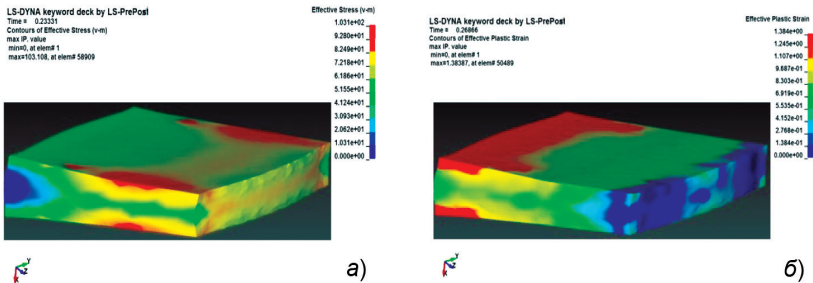 LS-DYNA keyword deck by LS-PrePost
Time = 0.23331
Contours of Effective Stress (v-m)
max IP. value
min=0, at elem# 1
max=103.108, at elem# 58909
Effective Stress (v-m)
1.031e+02
9.280e+01
8.249e+01
7.218e+01
6.186e+01
5.155e+01
4.124e+01
3.093e+01
2.062e+01
1.031e+01
0.000e+00
Y
Z
X
а)
LS-DYNA keyword deck by LS-PrePost
Time = 0.26866
Contours of Effective Plastic Strain
max IP. value
min=0, at elem# 1
max=1.38387, at elem# 50489
Effective Plastic Strain
1.384e+00
1.245e+00
1.107e+00
9.687e-01
8.303e-01
6.919e-01
5.535e-01
4.152e-01
2.768e-01
1.384e-01
0.000e+00
Y
Z
X
б)